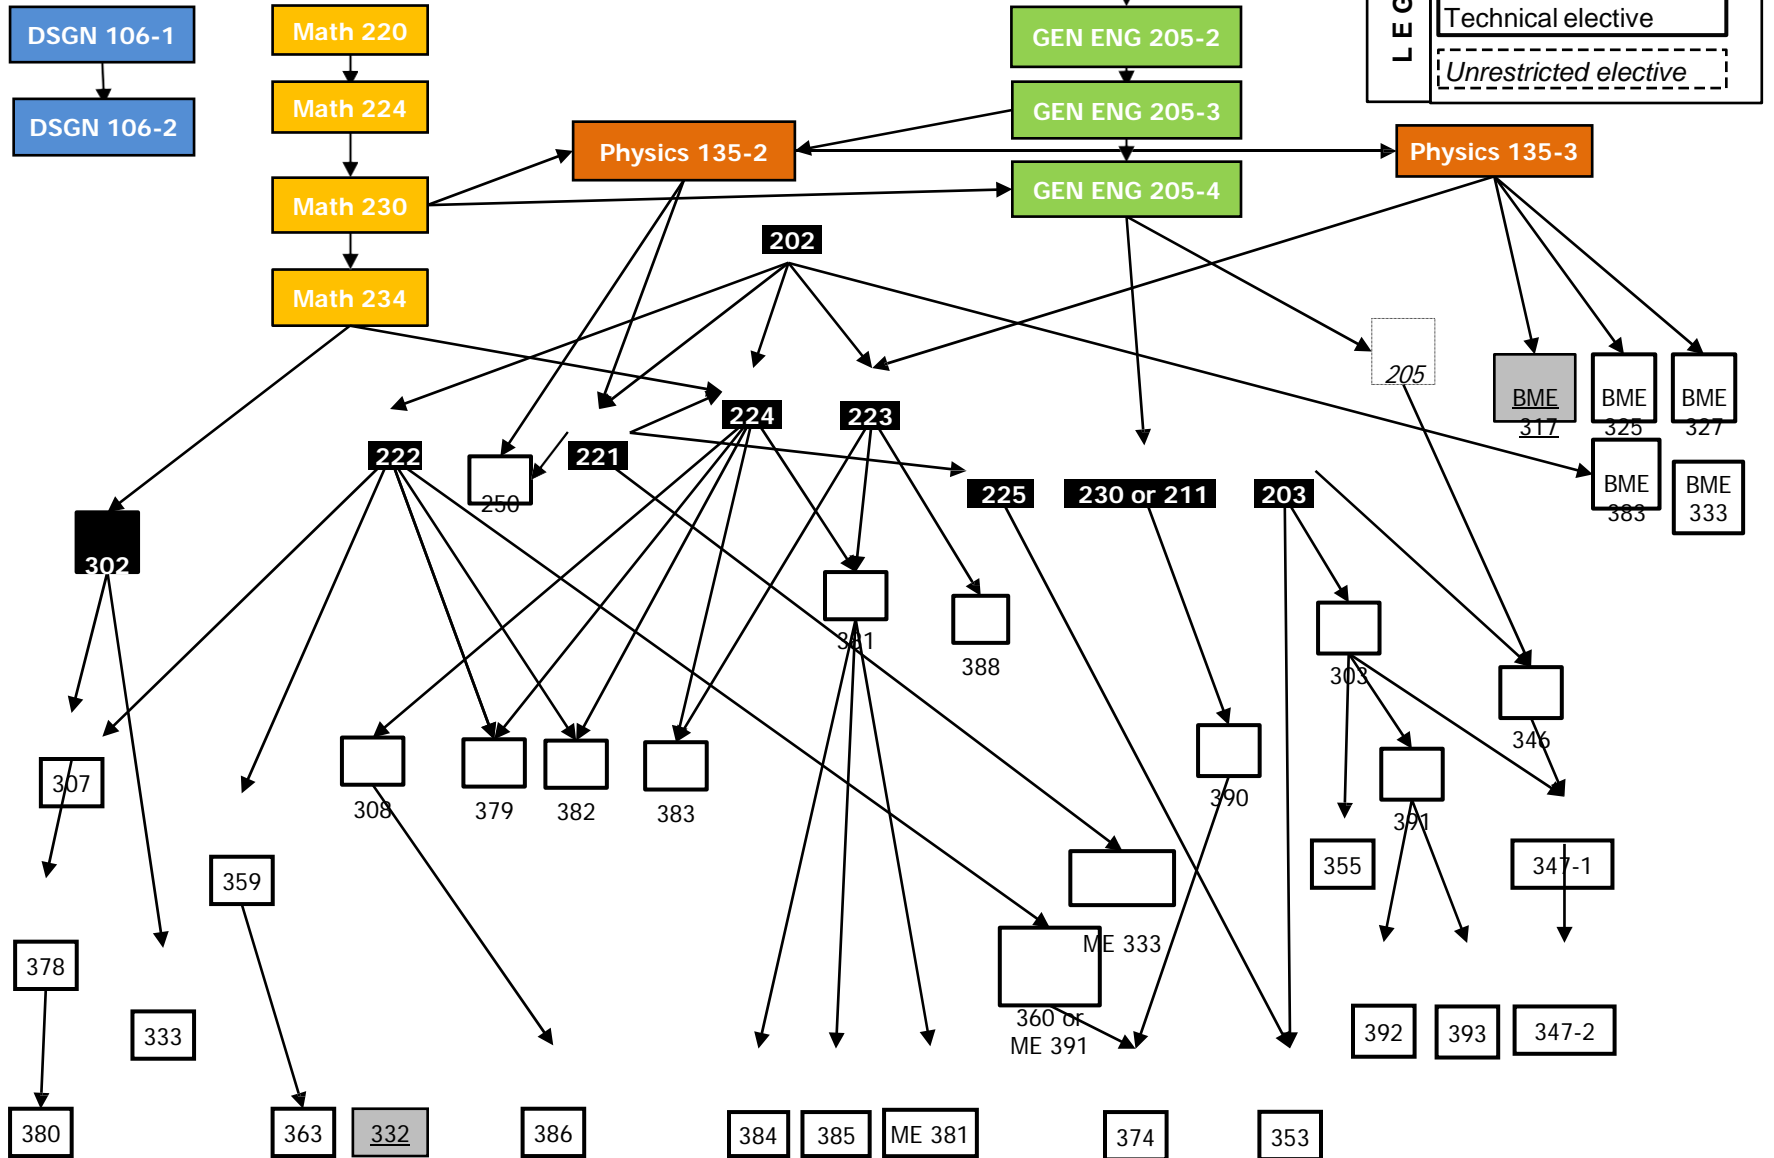 DSGN 106-1
Math 220
GEN ENG 205-2
LEG
Technical elective
Unrestricted elective
DSGN 106-2
Math 224
GEN ENG 205-3
Physics 135-2
Physics 135-3
Math 230
GEN ENG 205-4
202
Math 234
205
BME
317
BME
325
BME
327
222
250
221
224
223
225
230 or 211
203
BME
383
BME
333
302
381
388
303
346
307
308
379
382
383
390
391
359
355
347-1
ME 333
378
333
360 or
ME 391
392
393
347-2
380
363
332
386
384
385
ME 381
374
353